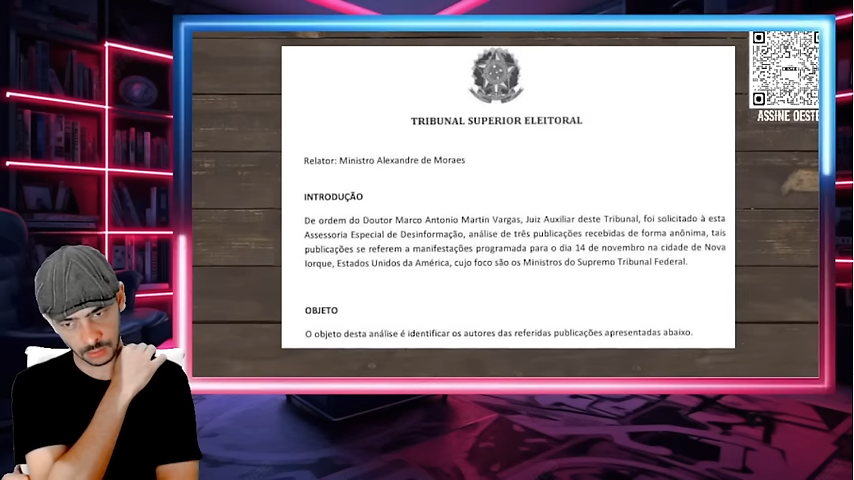 TRIBUNAL SUPERIOR ELEITORAL
ASSINE OESTE
Relator: Ministro Alexandre de Moraes
INTRODUÇÃO
De ordem do Doutor Marco Antonio Martin Vargas, Juiz Auxiliar deste Tribunal, foi solicitado à esta
Assessoria Especial de Desinformação, análise de três publicações recebidas de forma anônima, tais
publicações se referem a manifestações programada para o dia 14 de novembro na cidade de Nova
Iorque, Estados Unidos da América, cujo foco são os Ministros do Supremo Tribunal Federal.
OBJETO
O objeto desta análise é identificar os autores das referidas publicações apresentadas abaixo.